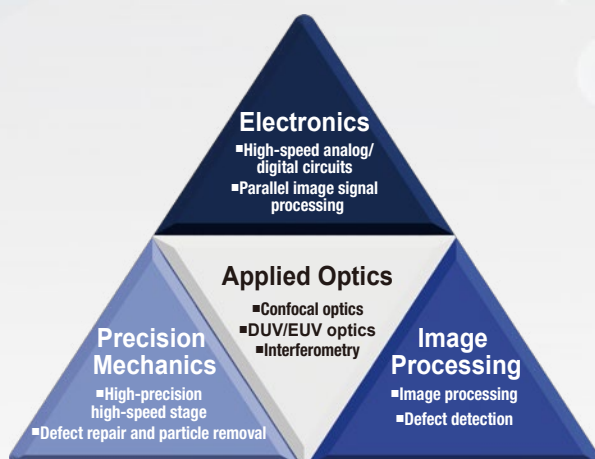 Electronics
■High-speed analog/
digital circuits
■Parallel image signal
processing
Applied Optics
■Confocal optics
■DUV/EUV optics
■Interferometry
Precision
Mechanics
■High-precision
high-speed stage
■Defect repair and particle removal
Image
Processing
■Image processing
■Defect detection